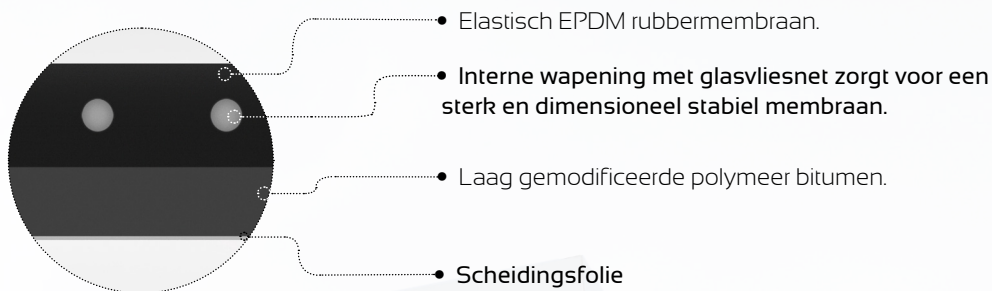 • Elastisch EPDM rubbermembraan.
• Interne wapening met glasvliesnet zorgt voor een
sterk en dimensioneel stabiel membraan.
• Laag gemodificeerde polymeer bitumen.
• Scheidingsfolie